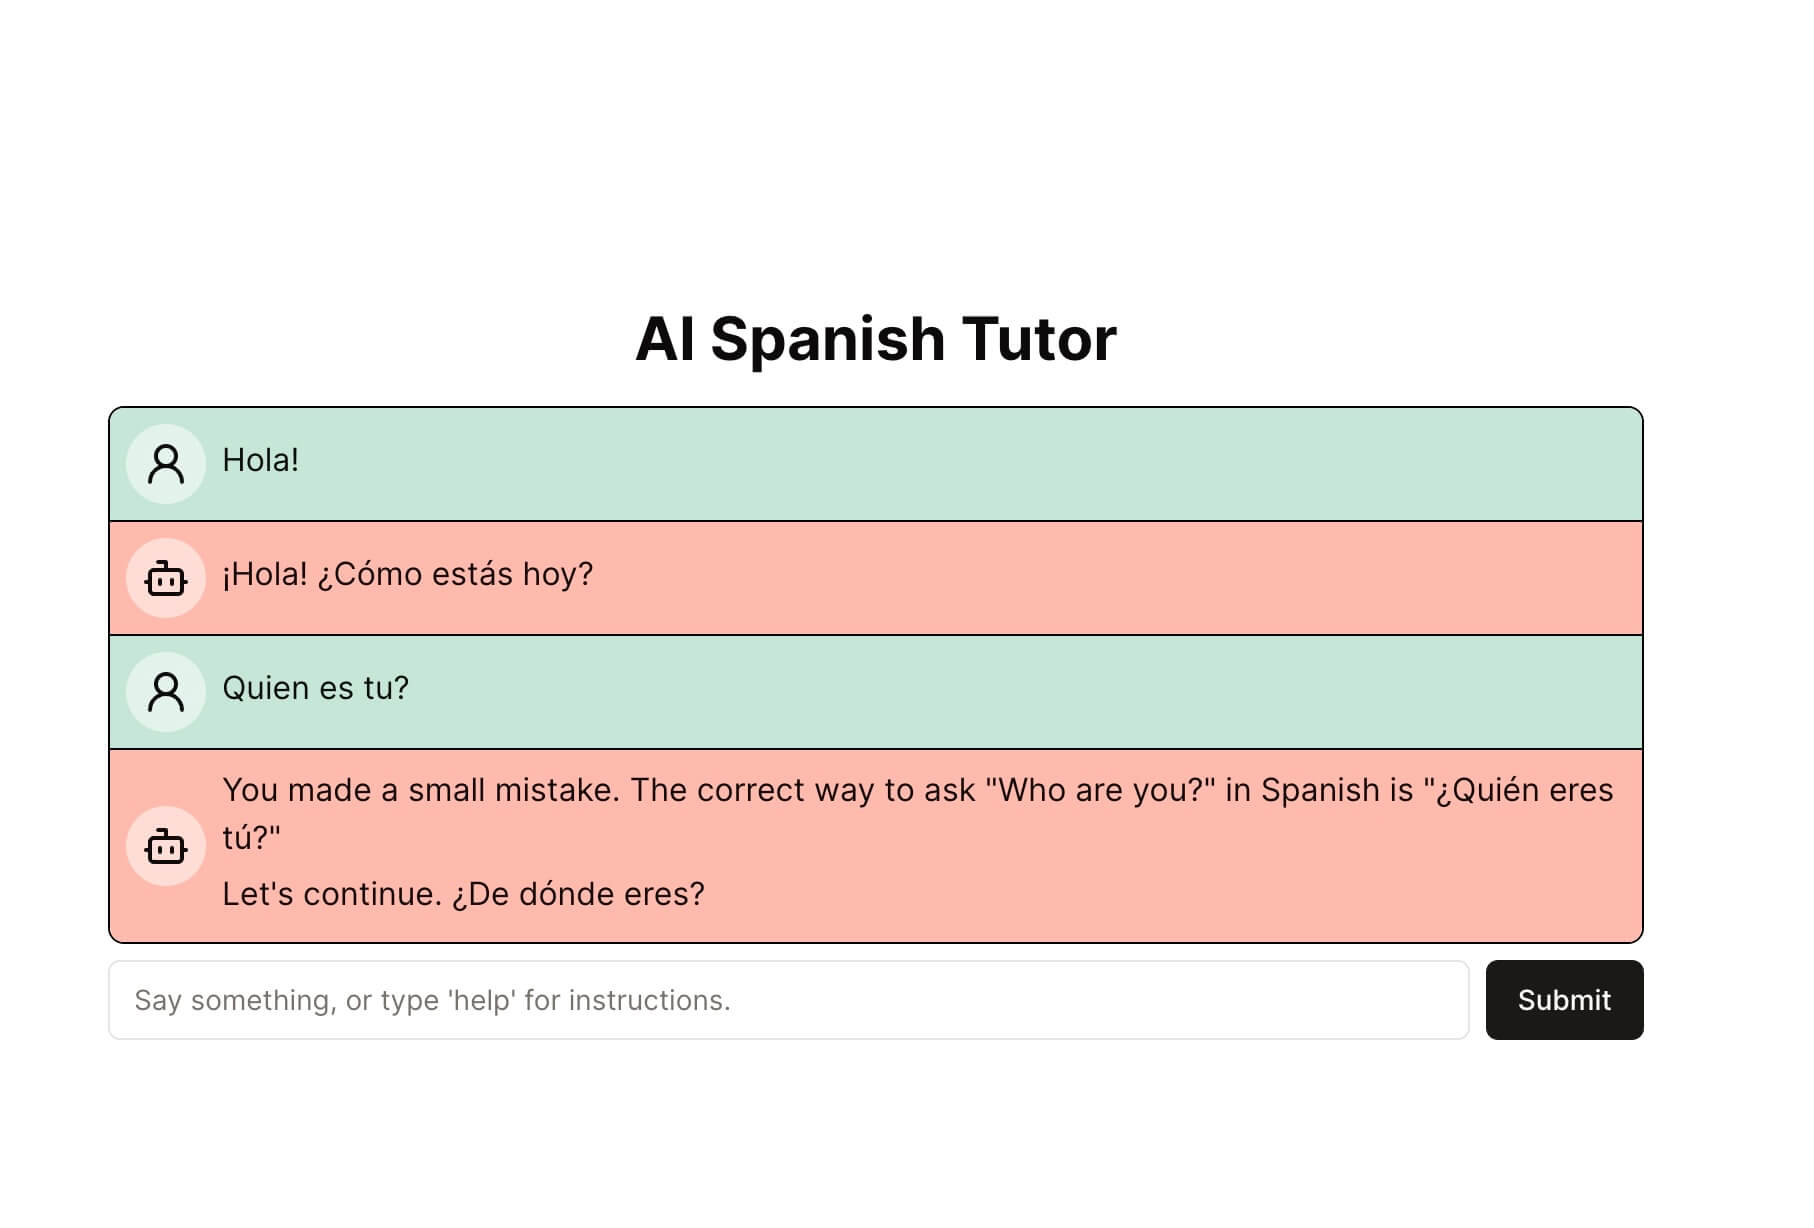 AI Spanish Tutor
Hola!
¡Hola! ¿Cómo estás hoy?
Quien es tu?
You made a small mistake. The correct way to ask "Who are you?" in Spanish is "¿Quién eres
tú?"
Let's continue. ¿De dónde eres?
Say something, or type 'help' for instructions.
Submit